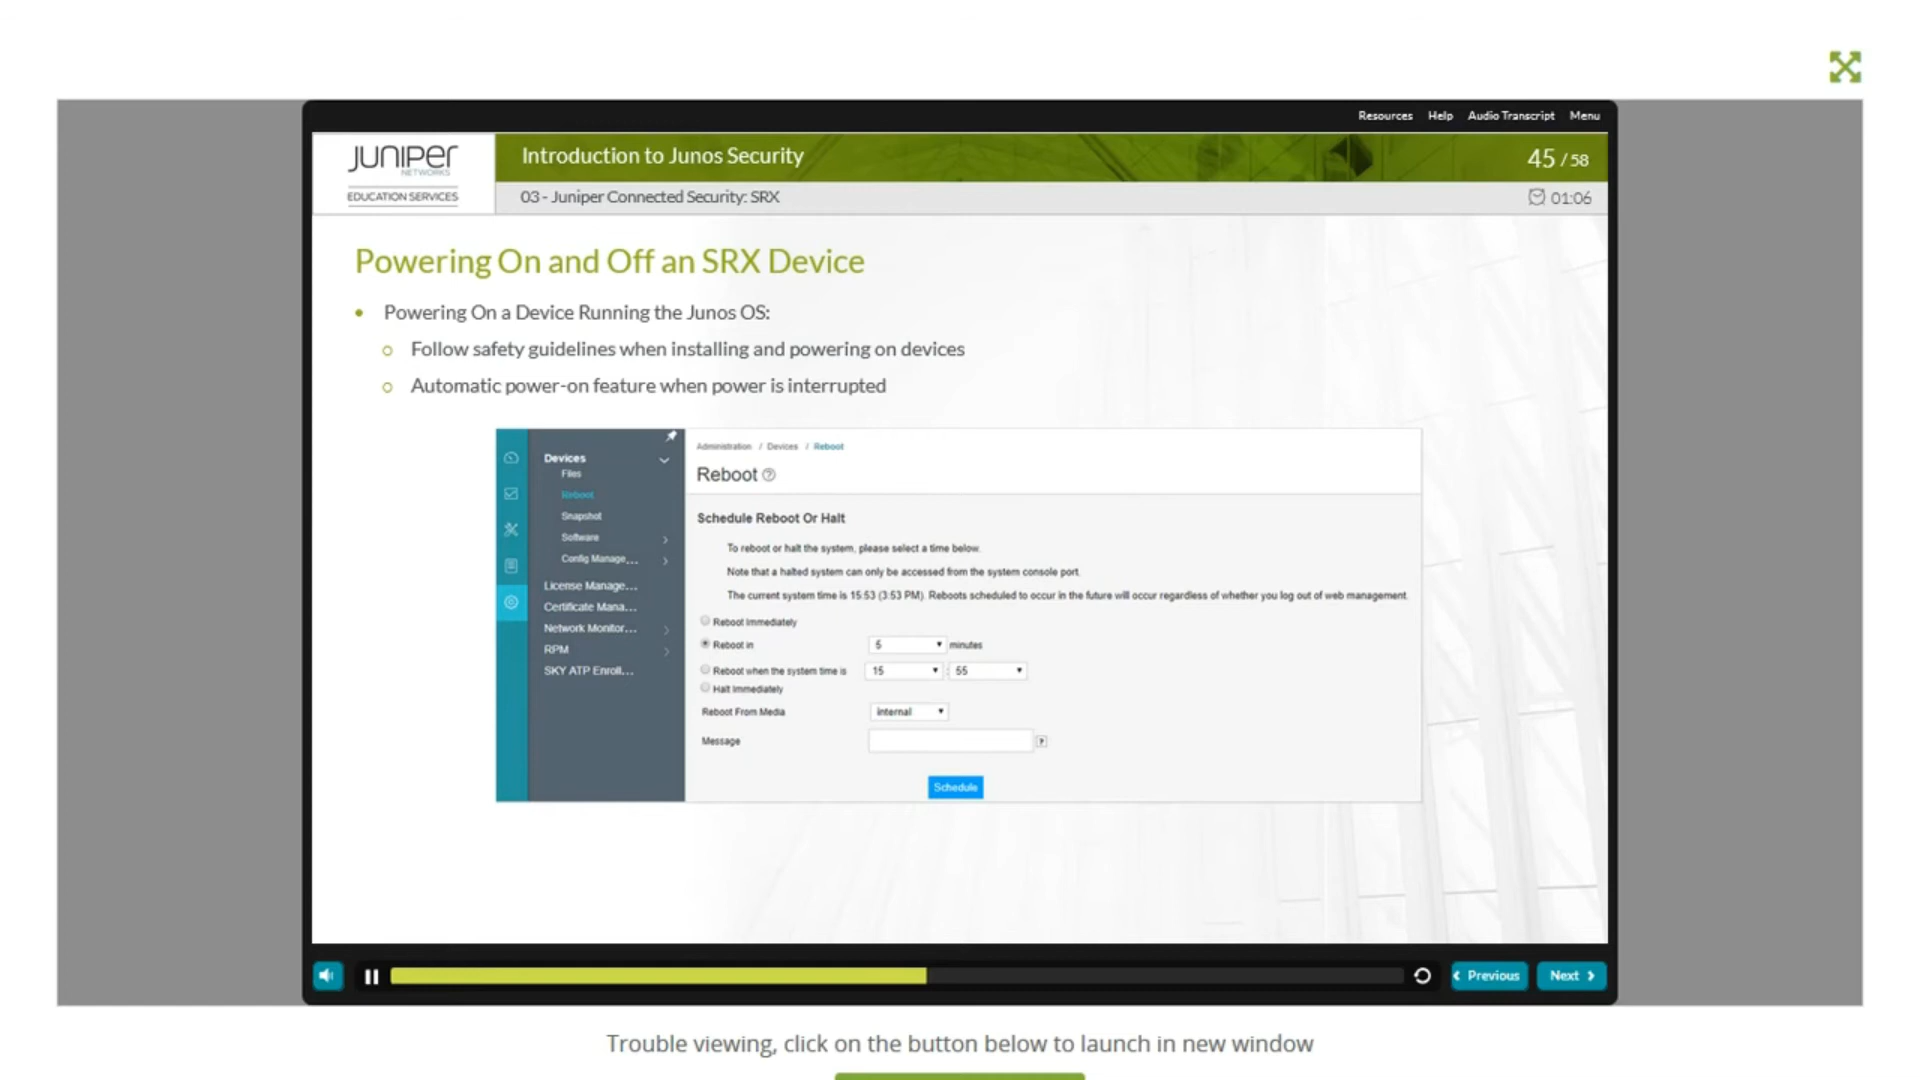 Resources Help Audio Transcript Menu
JUNIPER
NETWORKS
EDUCATION SERVICES
Introduction to Junos Security
45 / 58
03 - Juniper Connected Security: SRX
01:06
Powering On and Off an SRX Device
• Powering On a Device Running the Junos OS:
o Follow safety guidelines when installing and powering on devices
o Automatic power-on feature when power is interrupted
Devices
Files
Reboot
Snapshot
Software
Config Manage...
License Manage...
Certificate Mana...
Network Monitor...
RPM
SKY ATP Enroll...
Administration / Devices / Reboot
Reboot ?
Schedule Reboot Or Halt
To reboot or halt the system, please select a time below.
Note that a halted system can only be accessed from the system console port.
The current system time is 15:53 (3:53 PM). Reboots scheduled to occur in the future will occur regardless of whether you log out of web management.
Reboot Immediately
Reboot in 5 minutes
Reboot when the system time is 15 : 55
Halt Immediately
Reboot From Media internal
Message ?
Schedule
Previous Next
Trouble viewing, click on the button below to launch in new window